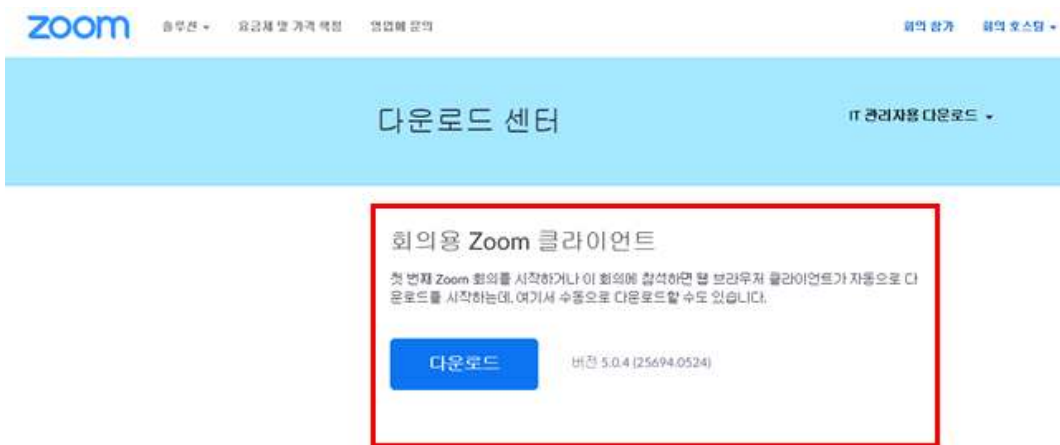 zoom 솔루션 요금제 및 가격 책정 영업에 문의 회의 참가 회의 호스팅
다운로드 센터 IT 관리자용 다운로드
회의용 Zoom 클라이언트
첫 번째 Zoom 회의를 시작하거나 이 회의에 참석하면 웹 브라우저 클라이언트가 자동으로 다
운로드를 시작하는데, 여기서 수동으로 다운로드할 수도 있습니다.
다운로드 버전 5.0.4 (25694.0524)